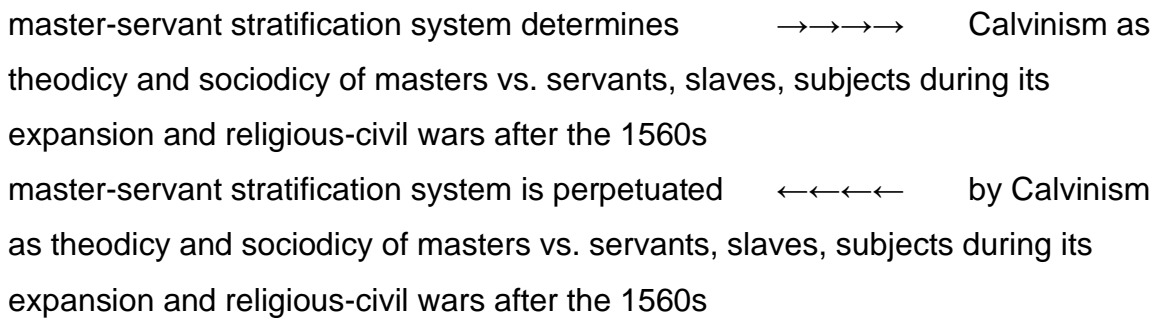 master-servant stratification system determines →→→→ Calvinism as
theodicy and sociodicy of masters vs. servants, slaves, subjects during its
expansion and religious-civil wars after the 1560s
master-servant stratification system is perpetuated ←←←← by Calvinism
as theodicy and sociodicy of masters vs. servants, slaves, subjects during its
expansion and religious-civil wars after the 1560s